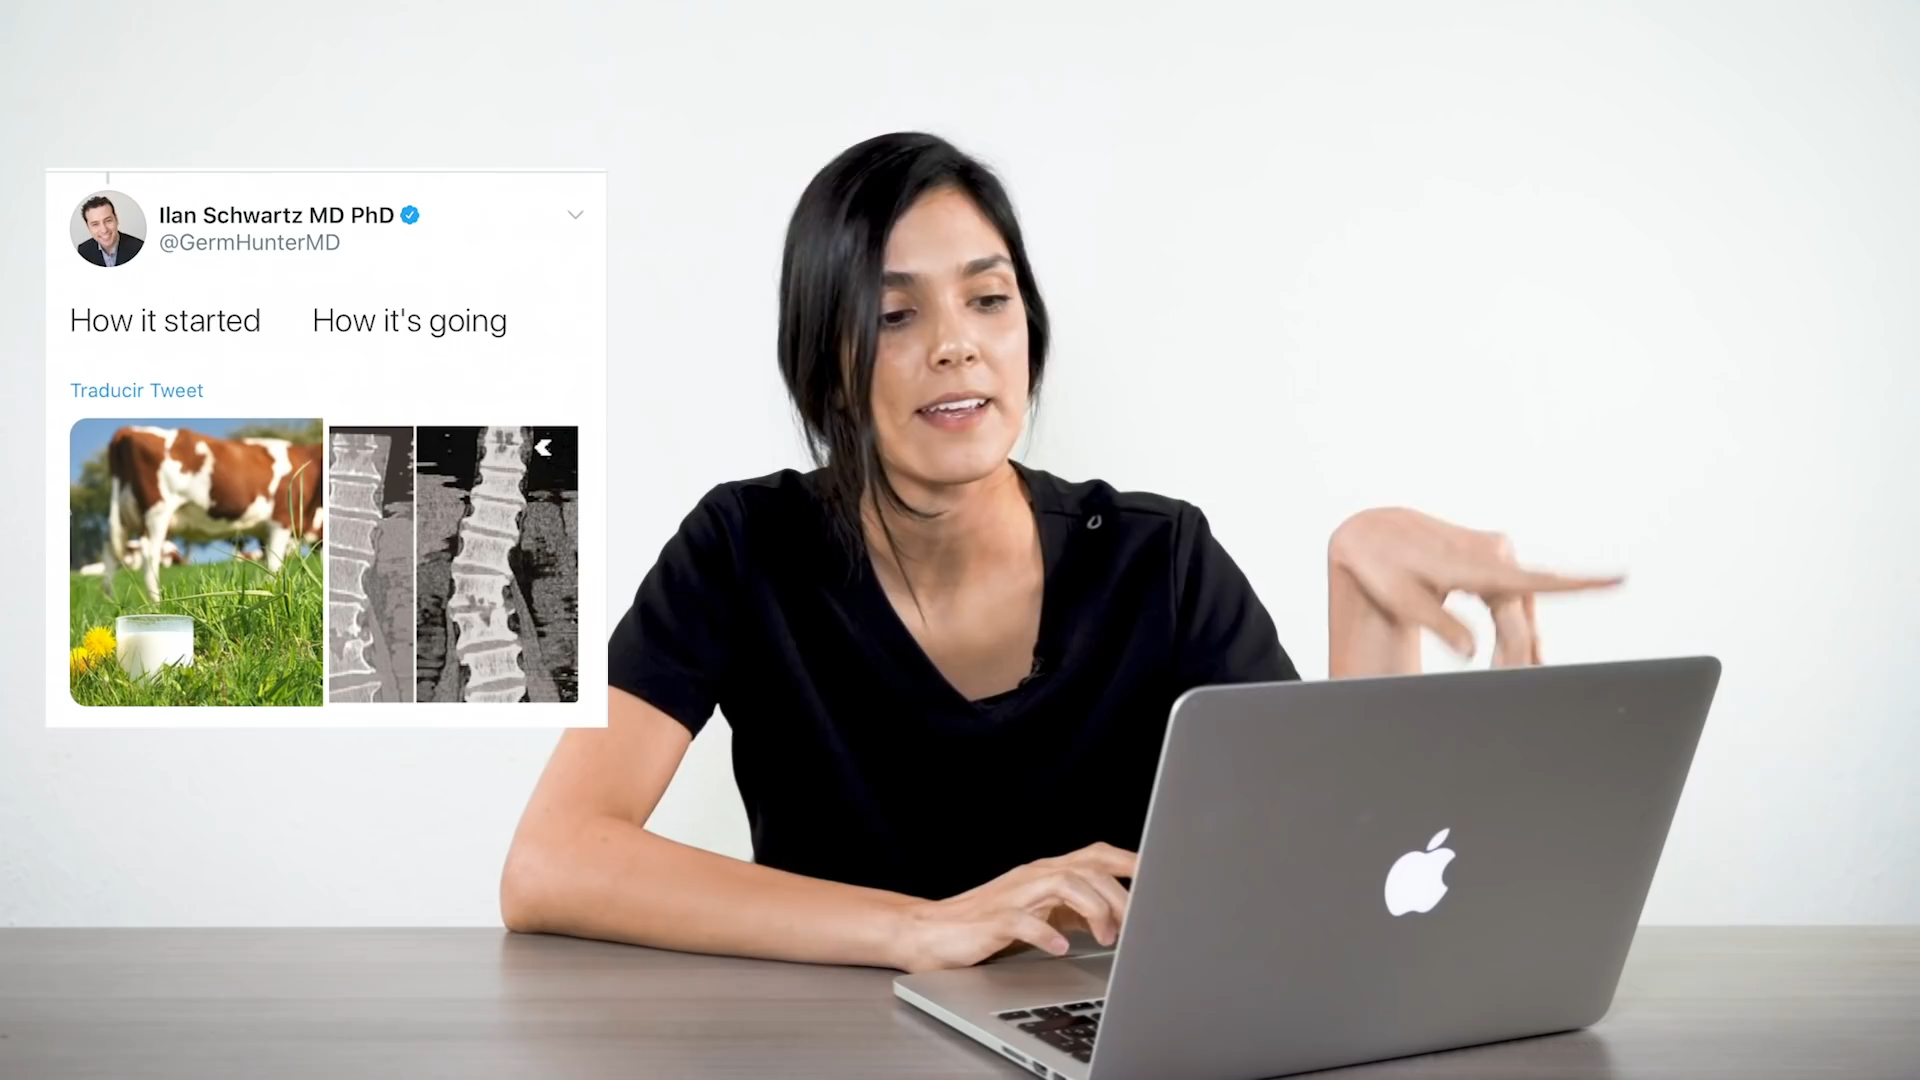 Ilan Schwartz MD PhD
@GermHunterMD
How it started How it's going
Traducir Tweet